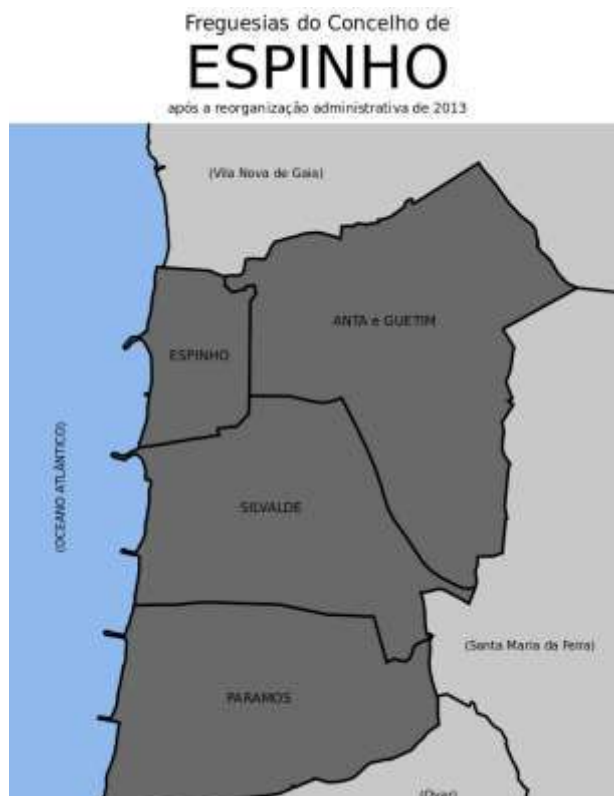 Freguesias do Concelho de
ESPINHO
após a reorganização administrativa de 2013
(Vila Nova de Gaia)
ANTA e GUETIM
ESPINHO
(OCEANO ATLÂNTICO)
SILVALDE
(Santa Maria da Feira)
PARAMOS
(Ovar)